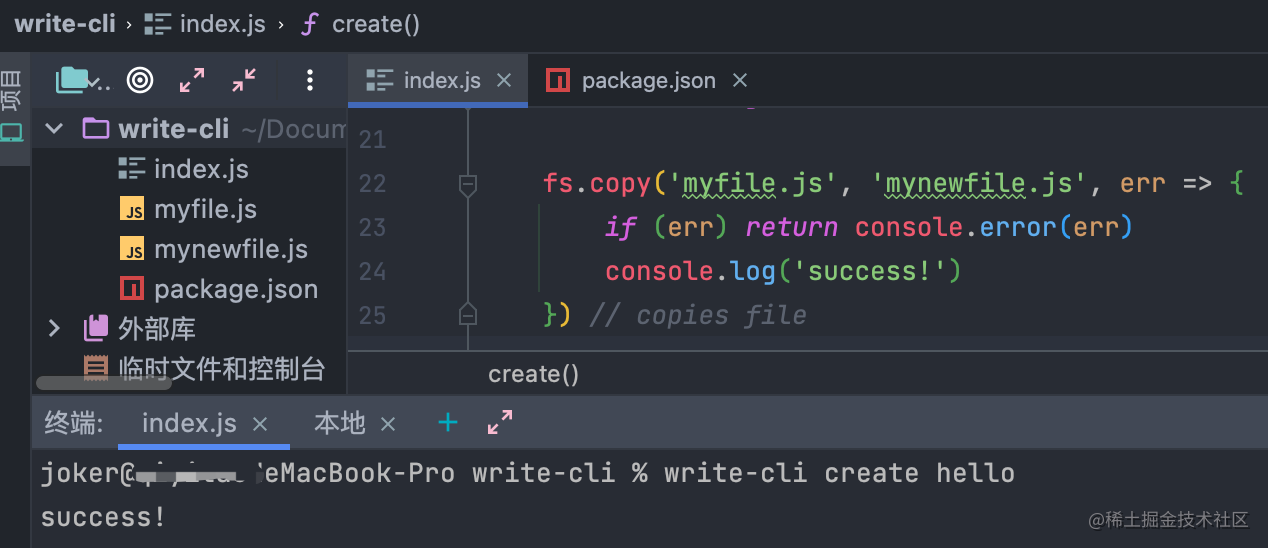 write-cli › index.js › create()
项目
index.js × package.json ×
write-cli ~/Docum
index.js
myfile.js
mynewfile.js
package.json
外部库
临时文件和控制台
21
22 fs.copy('myfile.js', 'mynewfile.js', err => {
23 if (err) return console.error(err)
24 console.log('success!')
25 }) // copies file
create()
终端: index.js × 本地 × +
joker@ eMacBook-Pro write-cli % write-cli create hello
success!
@稀土掘金技术社区